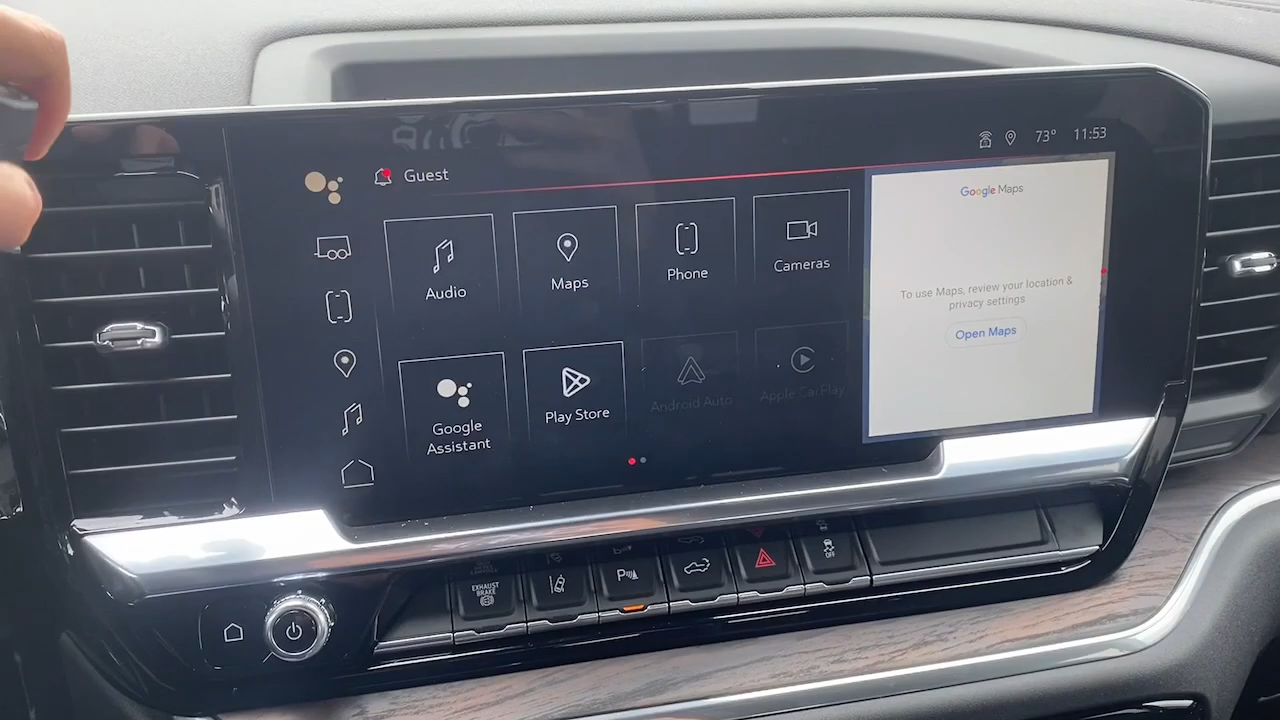 73° 11:53
Guest
Audio
Maps
Phone
Cameras
Google
Assistant
Play Store
Android Auto
Apple CarPlay
Google Maps
To use Maps, review your location &
privacy settings
Open Maps
EXHAUST
BRAKE
P
OFF